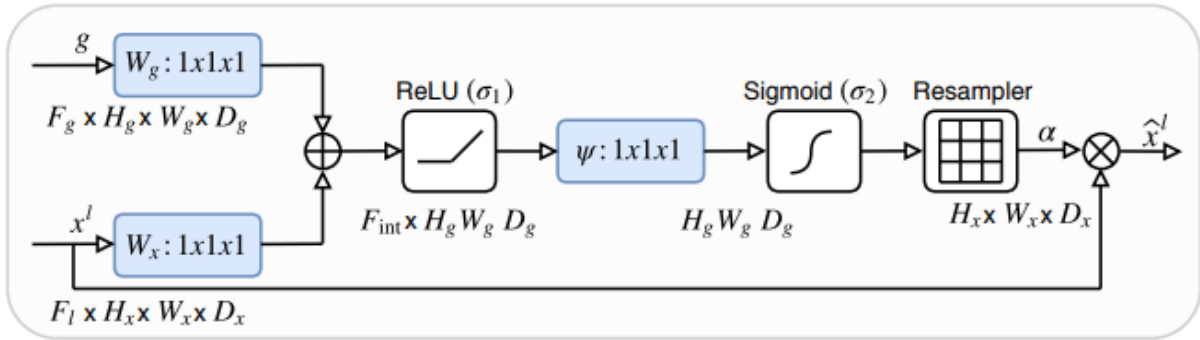 g
W_g : 1x1x1
F_g x H_g x W_g x D_g
x^l
W_x : 1x1x1
F_l x H_x x W_x x D_x
ReLU (σ_1)
F_int x H_g W_g D_g
ψ : 1x1x1
Sigmoid (σ_2)
H_g W_g D_g
Resampler
α
H_x x W_x x D_x
x̂^l